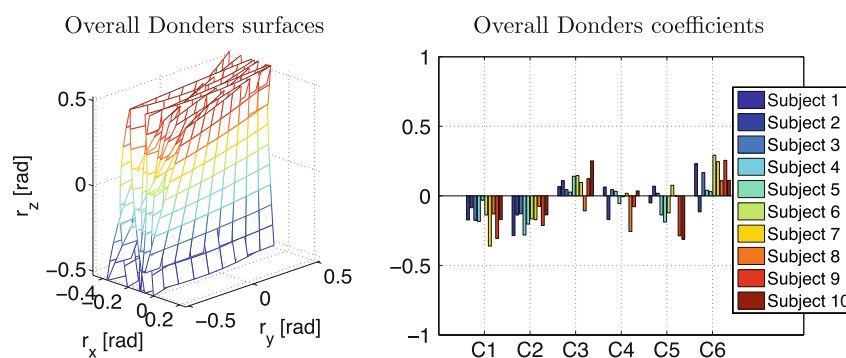 Overall Donders surfaces
0.5
0
−0.5
r_z [rad]
−0.4
−0.2
0
0.2
r_x [rad]
−0.5
0
0.5
r_y [rad]
Overall Donders coefficients
1
0.5
0
−0.5
−1
C1 C2 C3 C4 C5 C6
Subject 1
Subject 2
Subject 3
Subject 4
Subject 5
Subject 6
Subject 7
Subject 8
Subject 9
Subject 10